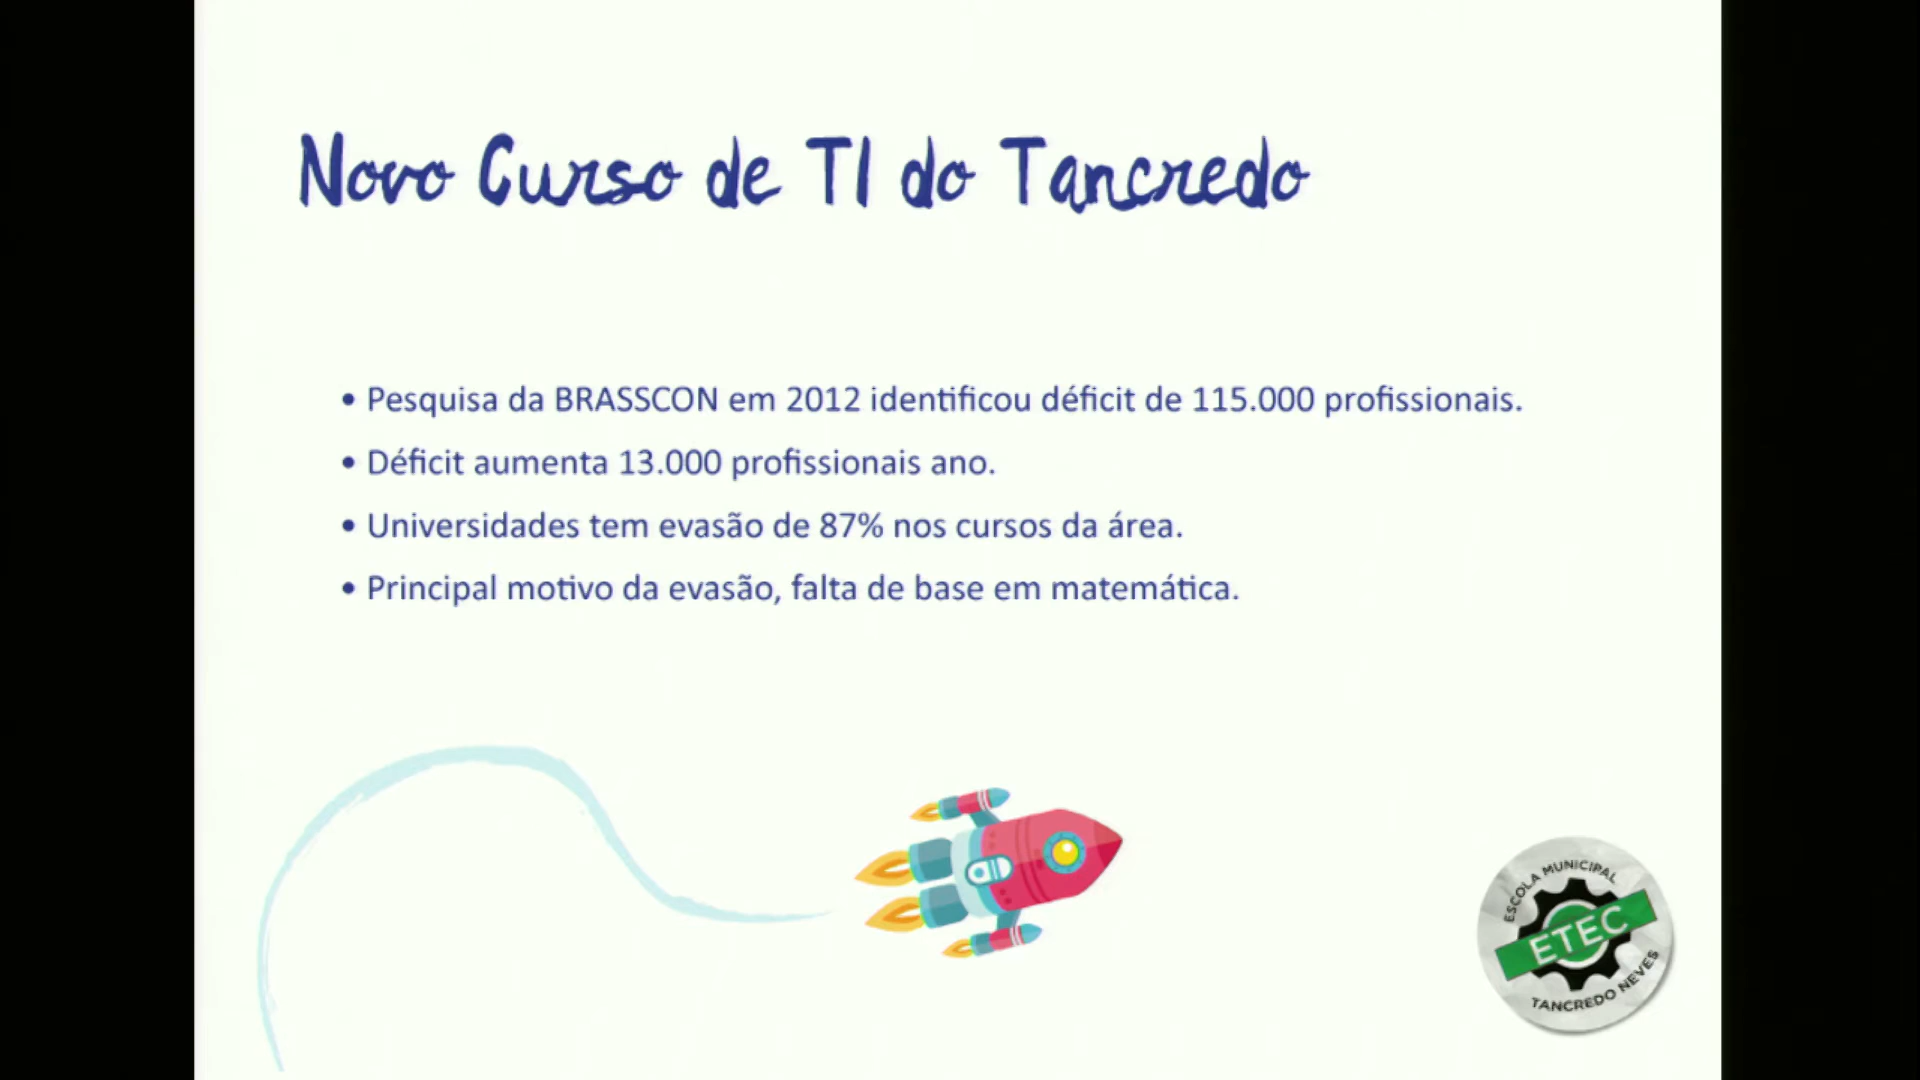 Novo Curso de TI do Tancredo
• Pesquisa da BRASSCON em 2012 identificou déficit de 115.000 profissionais.
• Déficit aumenta 13.000 profissionais ano.
• Universidades tem evasão de 87% nos cursos da área.
• Principal motivo da evasão, falta de base em matemática.
ESCOLA MUNICIPAL
ETEC
TANCREDO NEVES